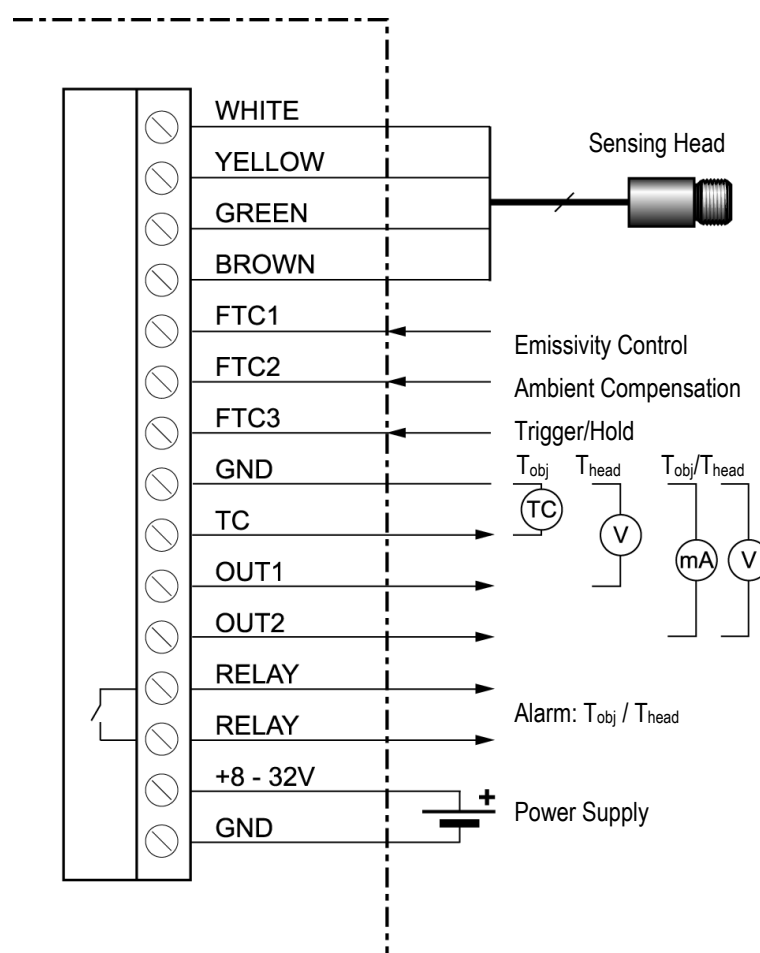 WHITE
Sensing Head
YELLOW
GREEN
BROWN
FTC1
Emissivity Control
FTC2
Ambient Compensation
FTC3
Trigger/Hold
GND
Tobj Thead Tobj/Thead
TC
TC
V
mA V
OUT1
OUT2
RELAY
Alarm: Tobj / Thead
RELAY
+8 - 32V
+
Power Supply
GND